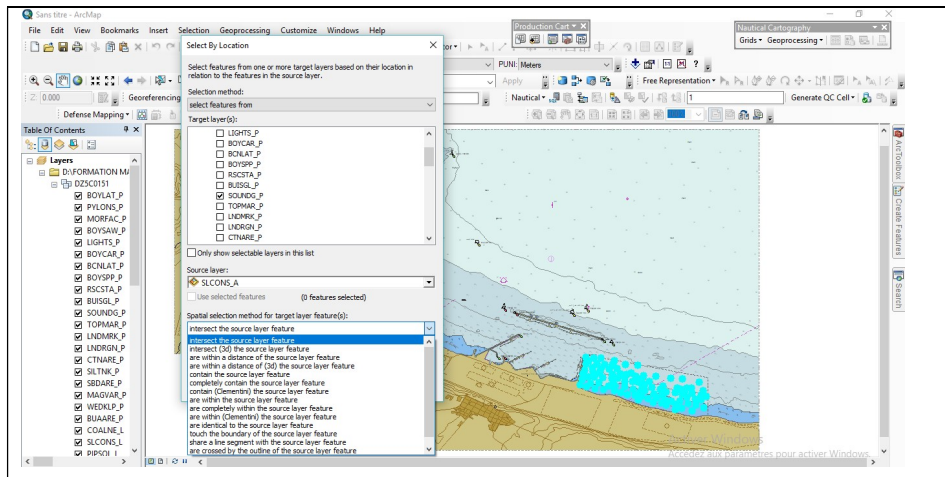 Sans titre - ArcMap
File Edit View Bookmarks Insert Selection Geoprocessing Customize Windows Help
Production Cart
Nautical Cartography
Grids Geoprocessing
PUNI: Meters
Apply
Free Representation
Z: 0.000
Georeferencing
Nautical
1
Generate QC Cell
Defense Mapping
Table Of Contents
Layers
D:\FORMATION MA
DZ5C0151
BOYLAT_P
PYLONS_P
MORFAC_P
BOYSAW_P
LIGHTS_P
BOYCAR_P
BCNLAT_P
BOYSPP_P
RSCSTA_P
BUISGL_P
SOUNDG_P
TOPMAR_P
LNDMRK_P
LNDRGN_P
CTNARE_P
SILTNK_P
SBDARE_P
MAGVAR_P
WEDKLP_P
BUAARE_P
COALNE_L
SLCONS_L
PIPSOL_L
Select By Location
Select features from one or more target layers based on their location in
relation to the features in the source layer.
Selection method:
select features from
Target layer(s):
LIGHTS_P
BOYCAR_P
BCNLAT_P
BOYSPP_P
RSCSTA_P
BUISGL_P
SOUNDG_P
TOPMAR_P
LNDMRK_P
LNDRGN_P
CTNARE_P
Only show selectable layers in this list
Source layer:
SLCONS_A
Use selected features (0 features selected)
Spatial selection method for target layer feature(s):
intersect the source layer feature
intersect the source layer feature
intersect (3d) the source layer feature
are within a distance of the source layer feature
are within a distance of (3d) the source layer feature
contain the source layer feature
completely contain the source layer feature
contain (Clementini) the source layer feature
are within the source layer feature
are completely within the source layer feature
are within (Clementini) the source layer feature
are identical to the source layer feature
touch the boundary of the source layer feature
share a line segment with the source layer feature
are crossed by the outline of the source layer feature
ArcToolbox
Create Features
Search
Activer Windows
Accédez aux paramètres pour activer Windows.